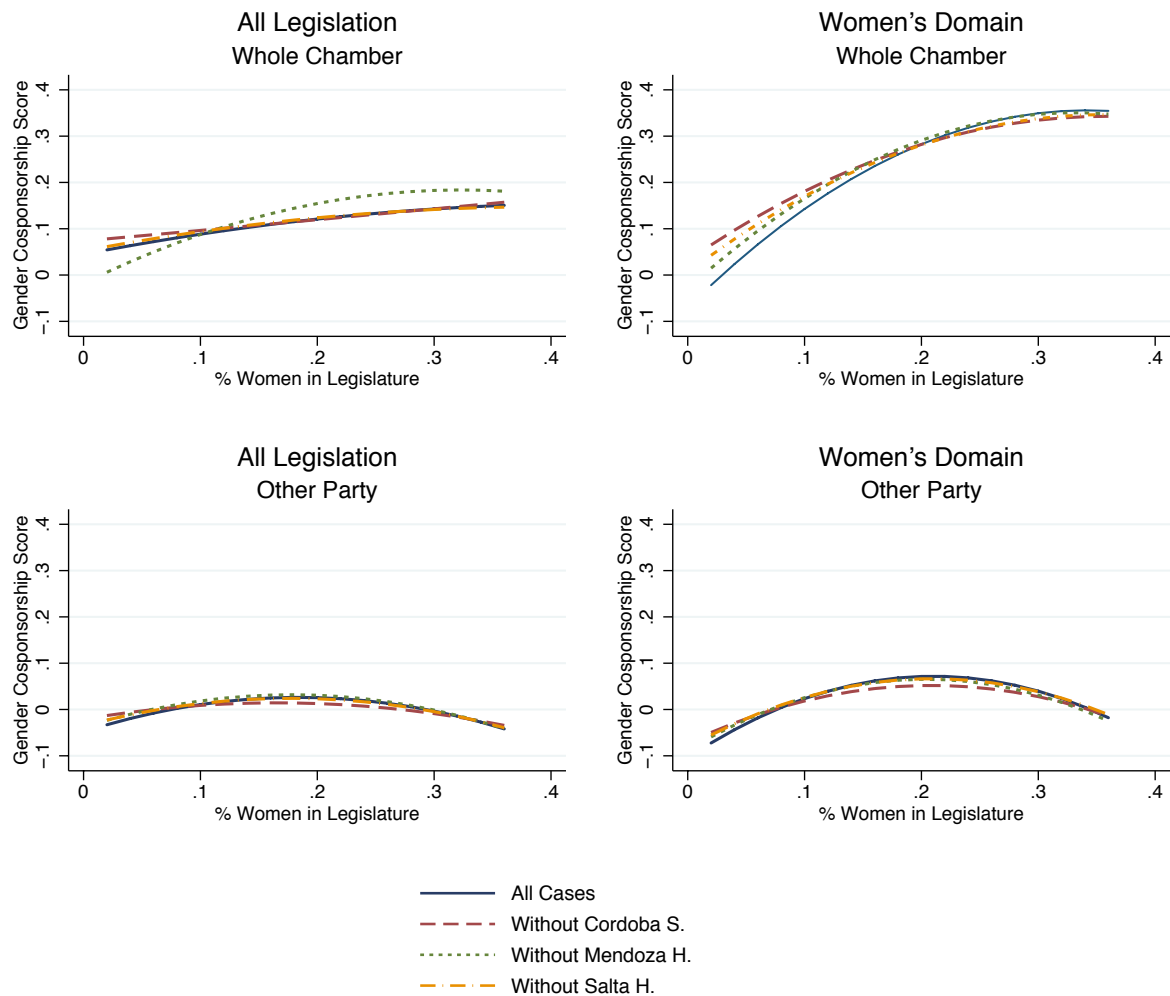 All Legislation
Whole Chamber
Gender Cosponsorship Score
.4
.3
.2
.1
0
−.1
0 .1 .2 .3 .4
% Women in Legislature
Women's Domain
Whole Chamber
Gender Cosponsorship Score
.4
.3
.2
.1
0
−.1
0 .1 .2 .3 .4
% Women in Legislature
All Legislation
Other Party
Gender Cosponsorship Score
.4
.3
.2
.1
0
−.1
0 .1 .2 .3 .4
% Women in Legislature
Women's Domain
Other Party
Gender Cosponsorship Score
.4
.3
.2
.1
0
−.1
0 .1 .2 .3 .4
% Women in Legislature
All Cases
Without Cordoba S.
Without Mendoza H.
Without Salta H.